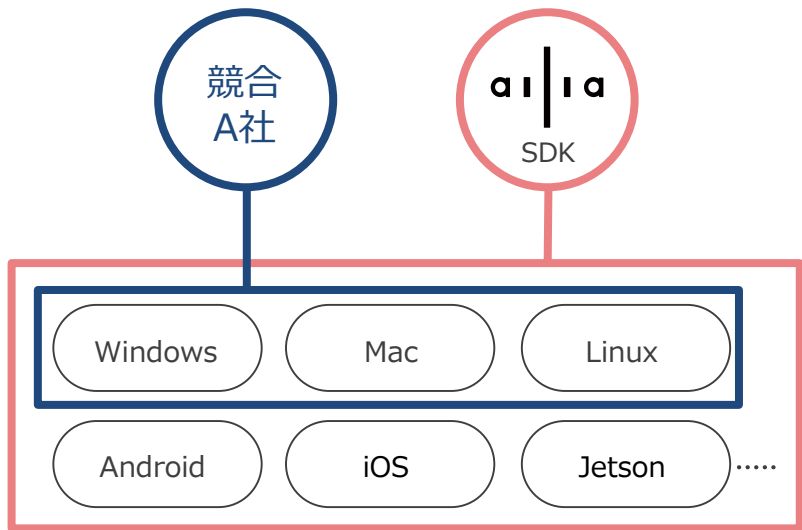 競合
A社
ailia
SDK
Windows
Mac
Linux
Android
iOS
Jetson
.....